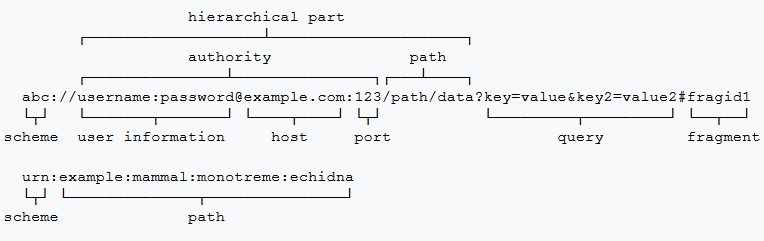 hierarchical part
authority path
abc://username:password@example.com:123/path/data?key=value&key2=value2#fragid1
scheme user information host port query fragment
urn:example:mammal:monotreme:echidna
scheme path